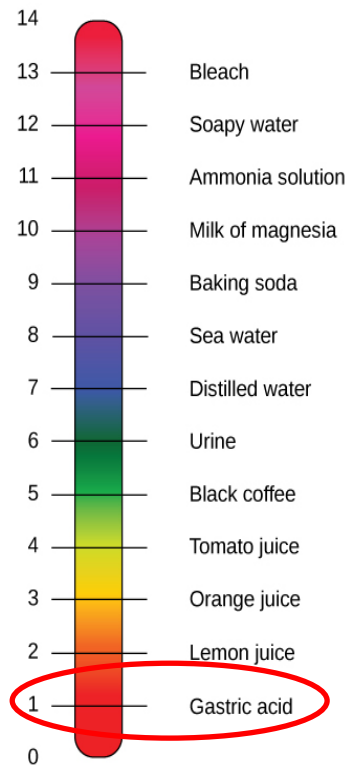 14
13 Bleach
12 Soapy water
11 Ammonia solution
10 Milk of magnesia
9 Baking soda
8 Sea water
7 Distilled water
6 Urine
5 Black coffee
4 Tomato juice
3 Orange juice
2 Lemon juice
1 Gastric acid
0